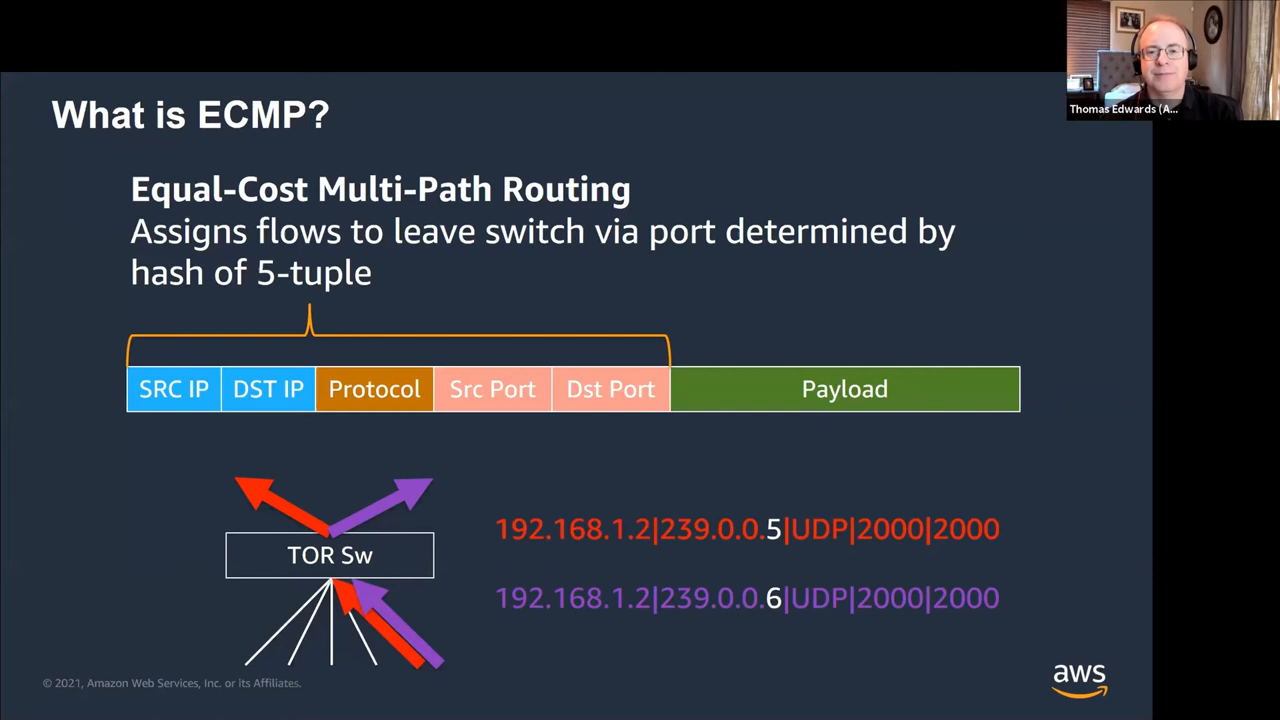 Thomas Edwards (A...
What is ECMP?
Equal-Cost Multi-Path Routing
Assigns flows to leave switch via port determined by
hash of 5-tuple
SRC IP DST IP Protocol Src Port Dst Port Payload
TOR Sw
192.168.1.2|239.0.0.5|UDP|2000|2000
192.168.1.2|239.0.0.6|UDP|2000|2000
© 2021, Amazon Web Services, Inc. or its Affiliates.
aws